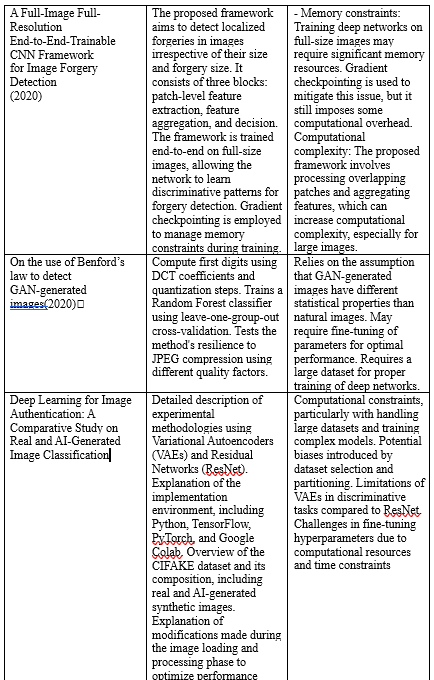 A Full-Image Full-
Resolution
End-to-End-Trainable
CNN Framework
for Image Forgery
Detection
(2020)
The proposed framework
aims to detect localized
forgeries in images
irrespective of their size
and forgery size. It
consists of three blocks:
patch-level feature
extraction, feature
aggregation, and decision.
The framework is trained
end-to-end on full-size
images, allowing the
network to learn
discriminative patterns for
forgery detection. Gradient
checkpointing is employed
to manage memory
constraints during training.
- Memory constraints:
Training deep networks on
full-size images may
require significant memory
resources. Gradient
checkpointing is used to
mitigate this issue, but it
still imposes some
computational overhead.
Computational
complexity: The proposed
framework involves
processing overlapping
patches and aggregating
features, which can
increase computational
complexity, especially for
large images.
On the use of Benford’s
law to detect
GAN-generated
images(2020)
Compute first digits using
DCT coefficients and
quantization steps. Trains a
Random Forest classifier
using leave-one-group-out
cross-validation. Tests the
method's resilience to
JPEG compression using
different quality factors.
Relies on the assumption
that GAN-generated
images have different
statistical properties than
natural images. May
require fine-tuning of
parameters for optimal
performance. Requires a
large dataset for proper
training of deep networks.
Deep Learning for Image
Authentication: A
Comparative Study on
Real and AI-Generated
Image Classification
Detailed description of
experimental
methodologies using
Variational Autoencoders
(VAEs) and Residual
Networks (ResNet).
Explanation of the
implementation
environment, including
Python, TensorFlow,
PyTorch, and Google
Colab. Overview of the
CIFAKE dataset and its
composition, including
real and AI-generated
synthetic images.
Explanation of
modifications made during
the image loading and
processing phase to
optimize performance
Computational constraints,
particularly with handling
large datasets and training
complex models. Potential
biases introduced by
dataset selection and
partitioning. Limitations of
VAEs in discriminative
tasks compared to ResNet.
Challenges in fine-tuning
hyperparameters due to
computational resources
and time constraints